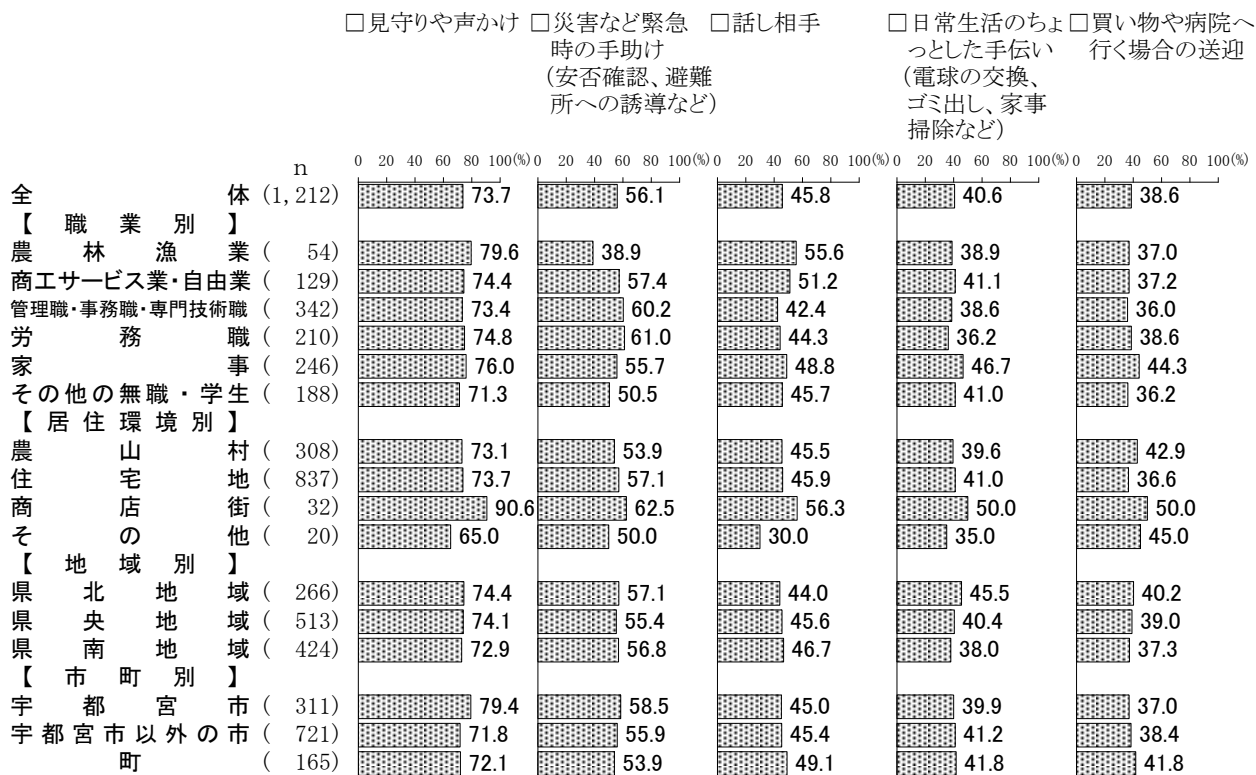 □見守りや声かけ □災害など緊急時の手助け(安否確認、避難所への誘導など) □話し相手 □日常生活のちょっとした手伝い(電球の交換、ゴミ出し、家事掃除など) □買い物や病院へ行く場合の送迎
n 0 20 40 60 80 100(%) 0 20 40 60 80 100(%) 0 20 40 60 80 100(%) 0 20 40 60 80 100(%) 0 20 40 60 80 100(%)
全体 (1,212) 73.7 56.1 45.8 40.6 38.6
【職業別】
農林漁業 ( 54) 79.6 38.9 55.6 38.9 37.0
商工サービス業・自由業 ( 129) 74.4 57.4 51.2 41.1 37.2
管理職・事務職・専門技術職 ( 342) 73.4 60.2 42.4 38.6 36.0
労務職 ( 210) 74.8 61.0 44.3 36.2 38.6
家事 ( 246) 76.0 55.7 48.8 46.7 44.3
その他の無職・学生 ( 188) 71.3 50.5 45.7 41.0 36.2
【居住環境別】
農山村 ( 308) 73.1 53.9 45.5 39.6 42.9
住宅地 ( 837) 73.7 57.1 45.9 41.0 36.6
商店街 ( 32) 90.6 62.5 56.3 50.0 50.0
その他 ( 20) 65.0 50.0 30.0 35.0 45.0
【地域別】
県北地域 ( 266) 74.4 57.1 44.0 45.5 40.2
県央地域 ( 513) 74.1 55.4 45.6 40.4 39.0
県南地域 ( 424) 72.9 56.8 46.7 38.0 37.3
【市町別】
宇都宮市 ( 311) 79.4 58.5 45.0 39.9 37.0
宇都宮市以外の市 ( 721) 71.8 55.9 45.4 41.2 38.4
町 ( 165) 72.1 53.9 49.1 41.8 41.8